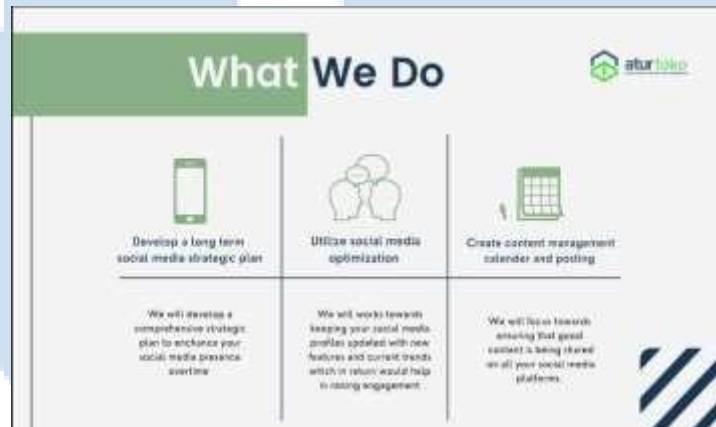 What We Do
aturtoko
Develop a long term
social media strategic plan
Utilize social media
optimization
Create content management
calender and posting
We will develop a
comprehensive strategic
plan to enchance your
social media presence
overtime
We will works towards
keeping your social media
profiles updated with new
features and current trends
which in return would help
in raising engagement
We will focus towards
ensuring that good
content is being shared
on all your social media
platforms.